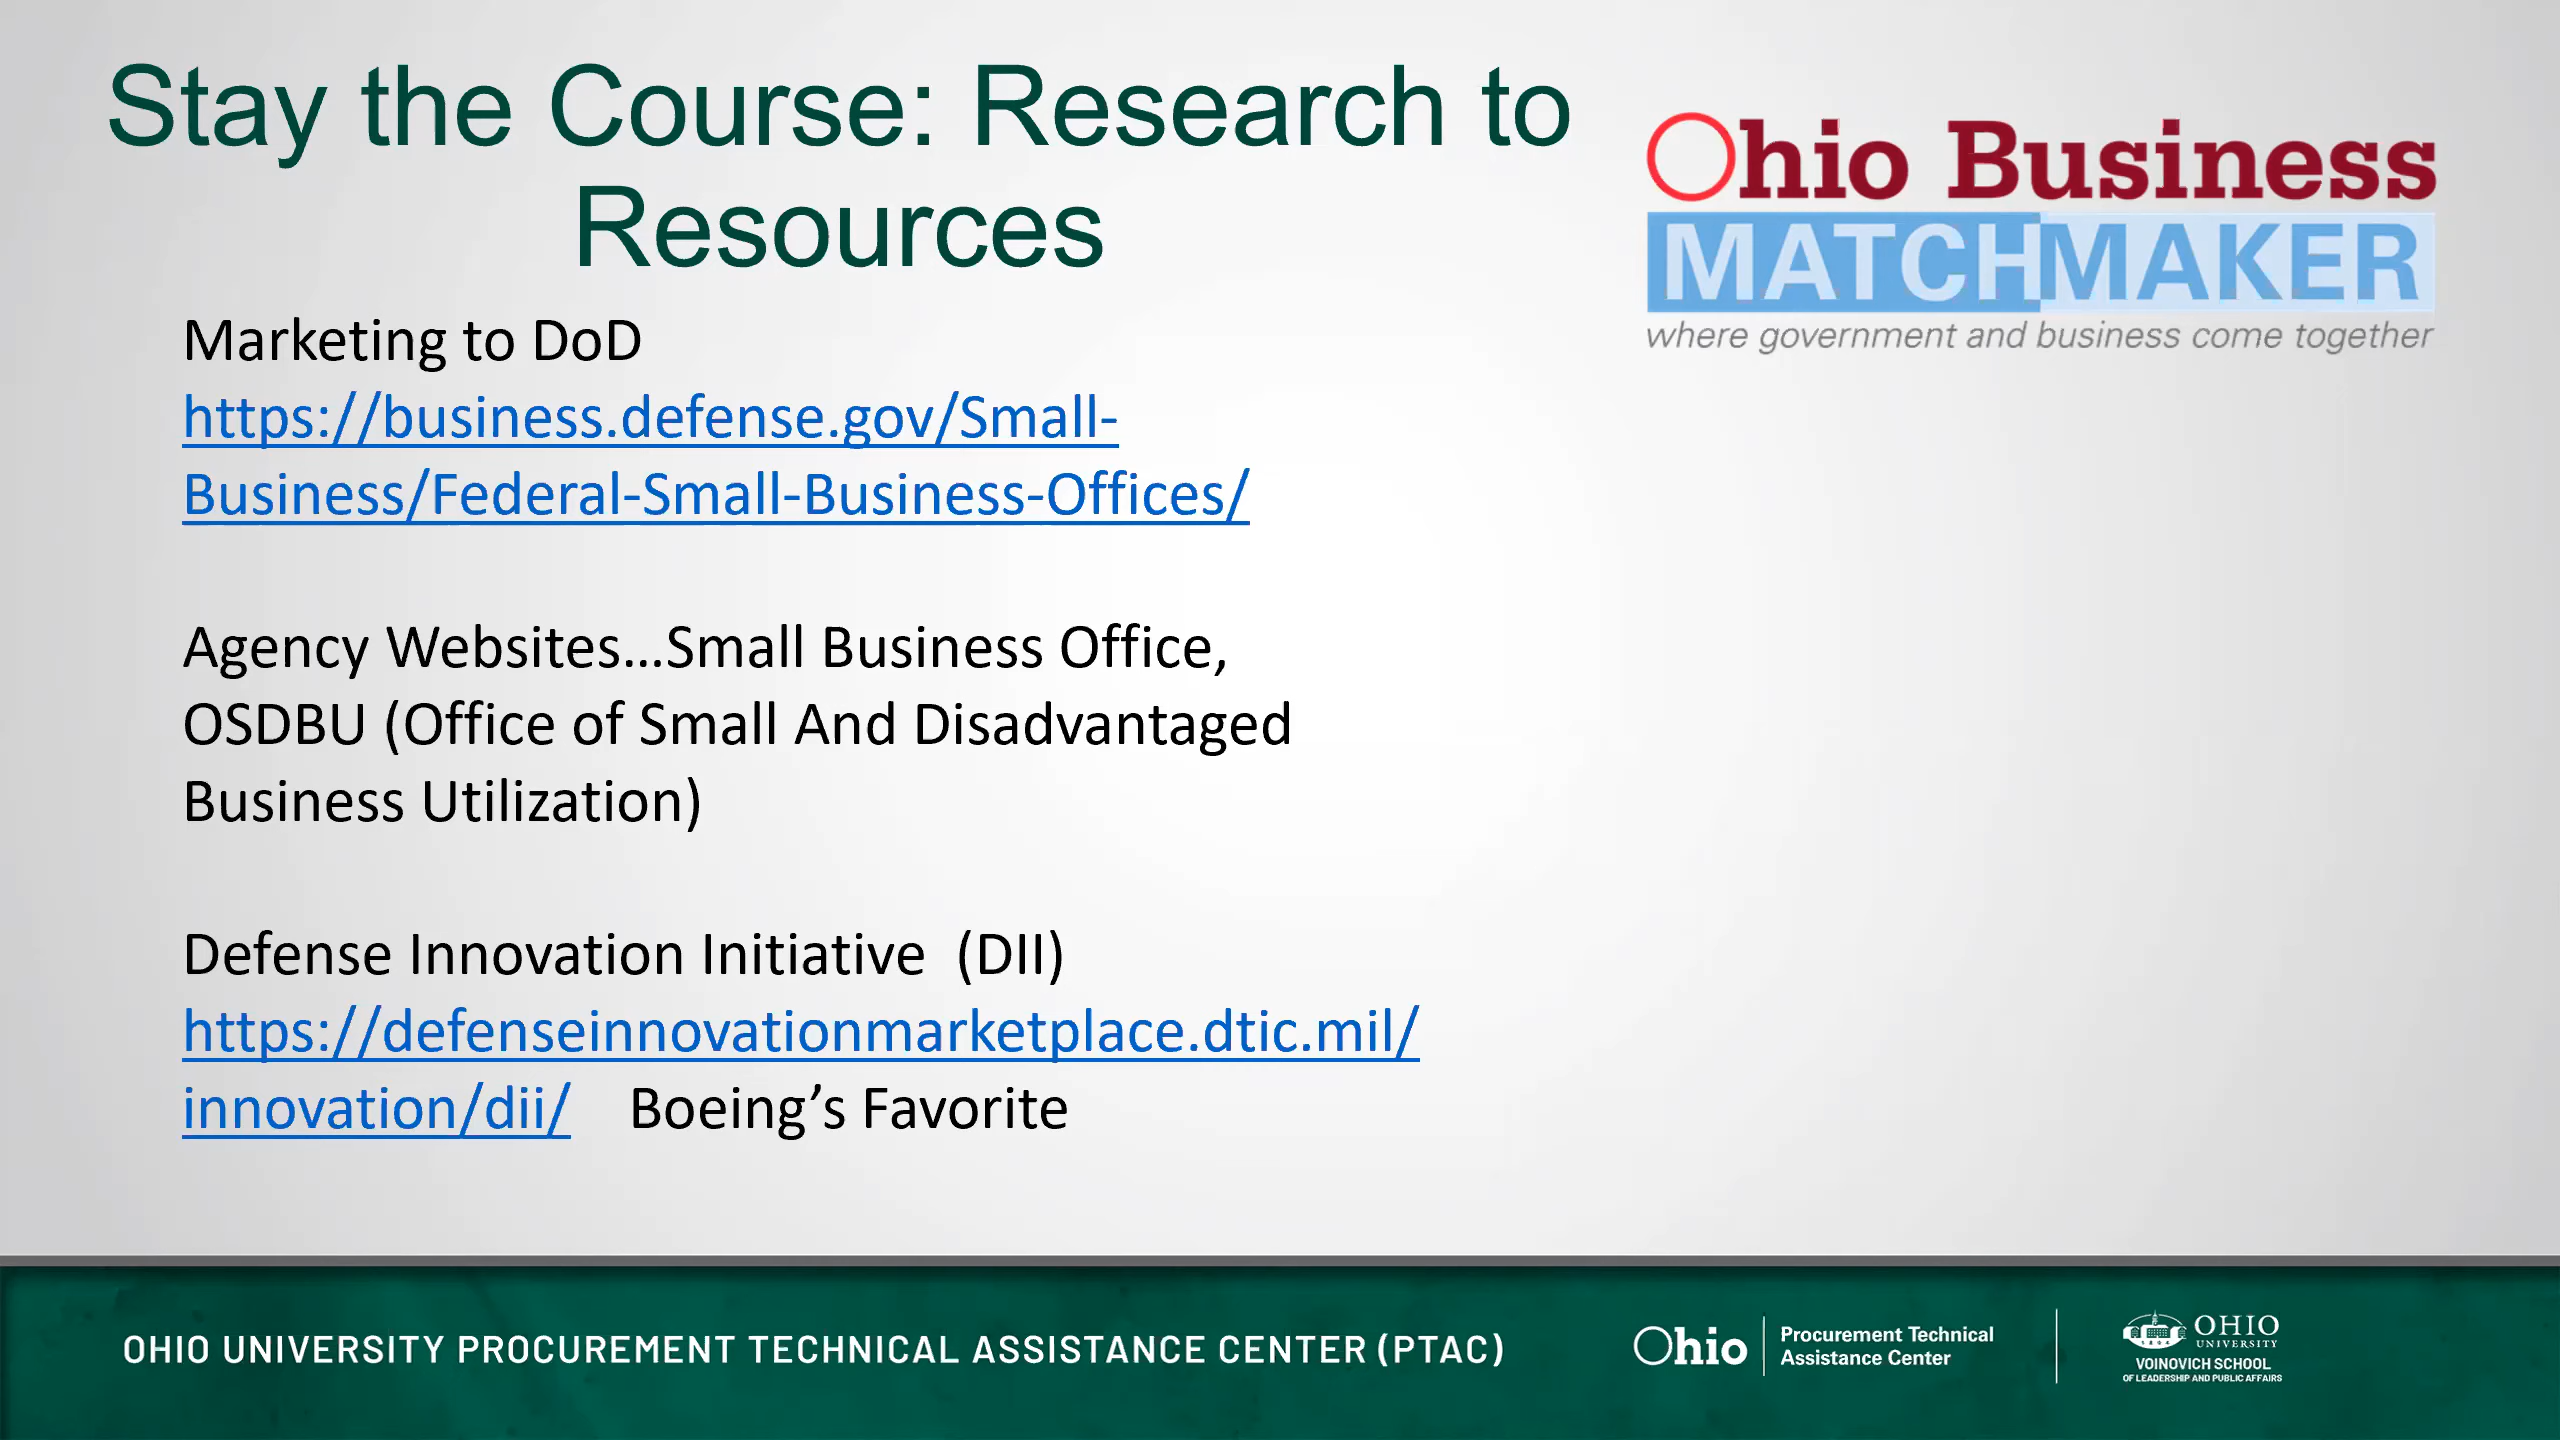 Stay the Course: Research to
Resources
Ohio Business
MATCHMAKER
where government and business come together
Marketing to DoD
https://business.defense.gov/Small-
Business/Federal-Small-Business-Offices/
Agency Websites…Small Business Office,
OSDBU (Office of Small And Disadvantaged
Business Utilization)
Defense Innovation Initiative  (DII)
https://defenseinnovationmarketplace.dtic.mil/
innovation/dii/    Boeing’s Favorite
OHIO UNIVERSITY PROCUREMENT TECHNICAL ASSISTANCE CENTER (PTAC)
Ohio
Procurement Technical
Assistance Center
OHIO
UNIVERSITY
VOINOVICH SCHOOL
OF LEADERSHIP AND PUBLIC AFFAIRS